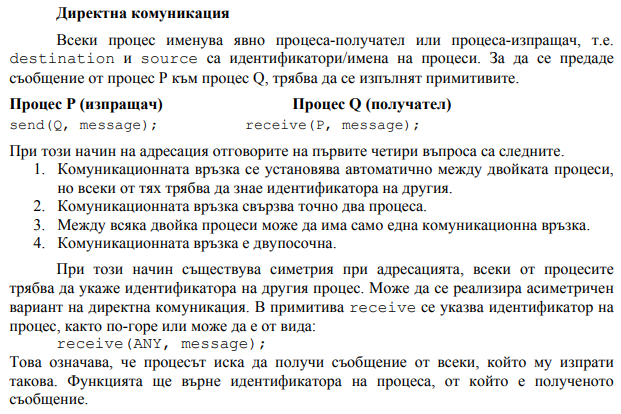 Директна комуникация
Всеки процес именува явно процеса-получател или процеса-изпращач, т.е.
destination и source са идентификатори/имена на процеси. За да се предаде
съобщение от процес P към процес Q, трябва да се изпълнят примитивите.
Процес P (изпращач) Процес Q (получател)
send(Q, message); receive(P, message);
При този начин на адресация отговорите на първите четири въпроса са следните.
1. Комуникационната връзка се установява автоматично между двойката процеси,
но всеки от тях трябва да знае идентификатора на другия.
2. Комуникационната връзка свързва точно два процеса.
3. Между всяка двойка процеси може да има само една комуникационна връзка.
4. Комуникационната връзка е двупосочна.
При този начин съществува симетрия при адресацията, всеки от процесите
трябва да укаже идентификатора на другия процес. Може да се реализира асиметричен
вариант на директна комуникация. В примитива receive се указва идентификатор на
процес, както по-горе или може да е от вида:
receive(ANY, message);
Това означава, че процесът иска да получи съобщение от всеки, който му изпрати
такова. Функцията ще върне идентификатора на процеса, от който е полученото
съобщение.